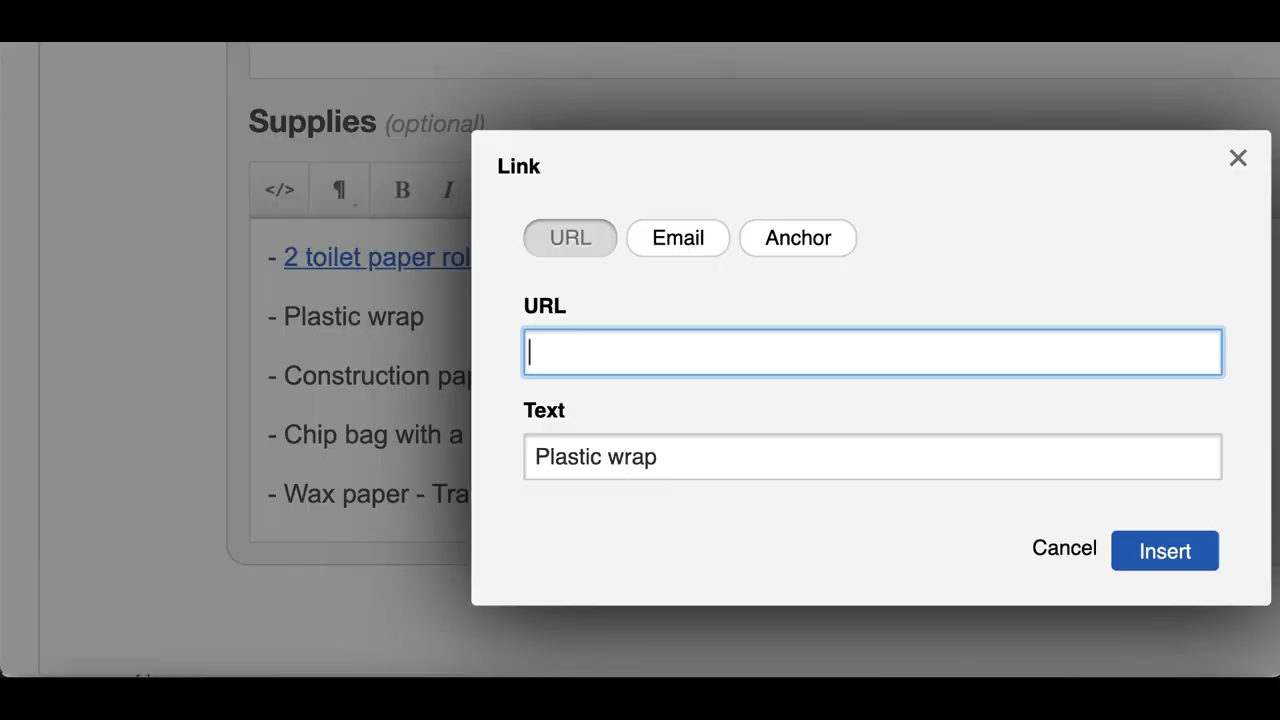 Supplies (optional)
</> ¶ B I
- 2 toilet paper rol
- Plastic wrap
- Construction pap
- Chip bag with a
- Wax paper - Tra
Link
×
URL Email Anchor
URL
Text
Plastic wrap
Cancel Insert